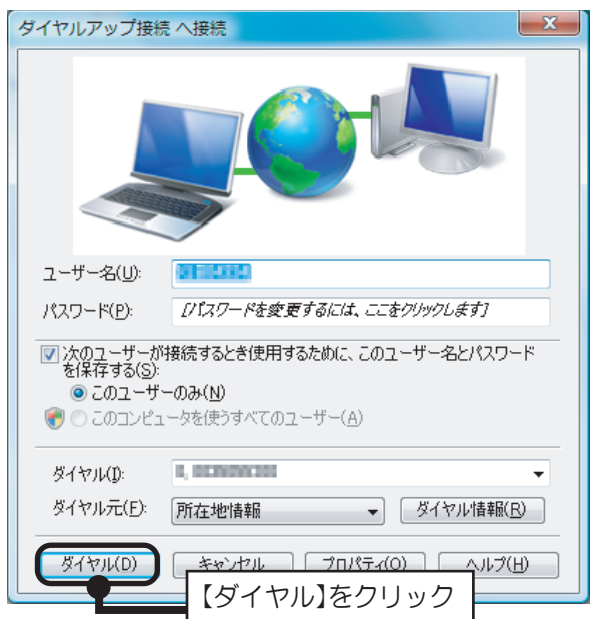 ダイヤルアップ接続 へ接続
ユーザー名(U):
パスワード(P): [パスワードを変更するには、ここをクリックします]
次のユーザーが接続するとき使用するために、このユーザー名とパスワード
を保存する(S):
このユーザーのみ(N)
このコンピュータを使うすべてのユーザー(A)
ダイヤル(I):
ダイヤル元(F): 所在地情報 ダイヤル情報(R)
ダイヤル(D) キャンセル プロパティ(O) ヘルプ(H)
【ダイヤル】をクリック